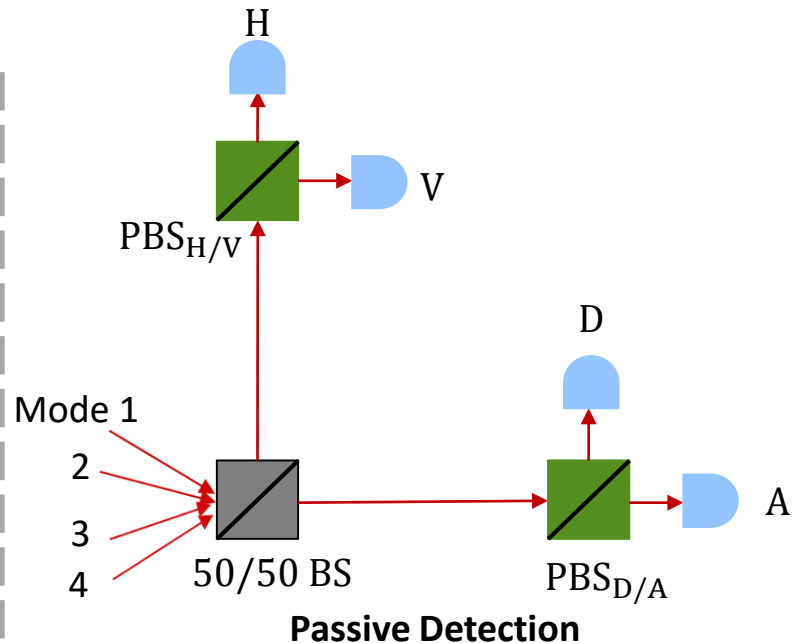 H
V
PBS_H/V
D
Mode 1
2
A
3
4
50/50 BS
PBS_D/A
Passive Detection